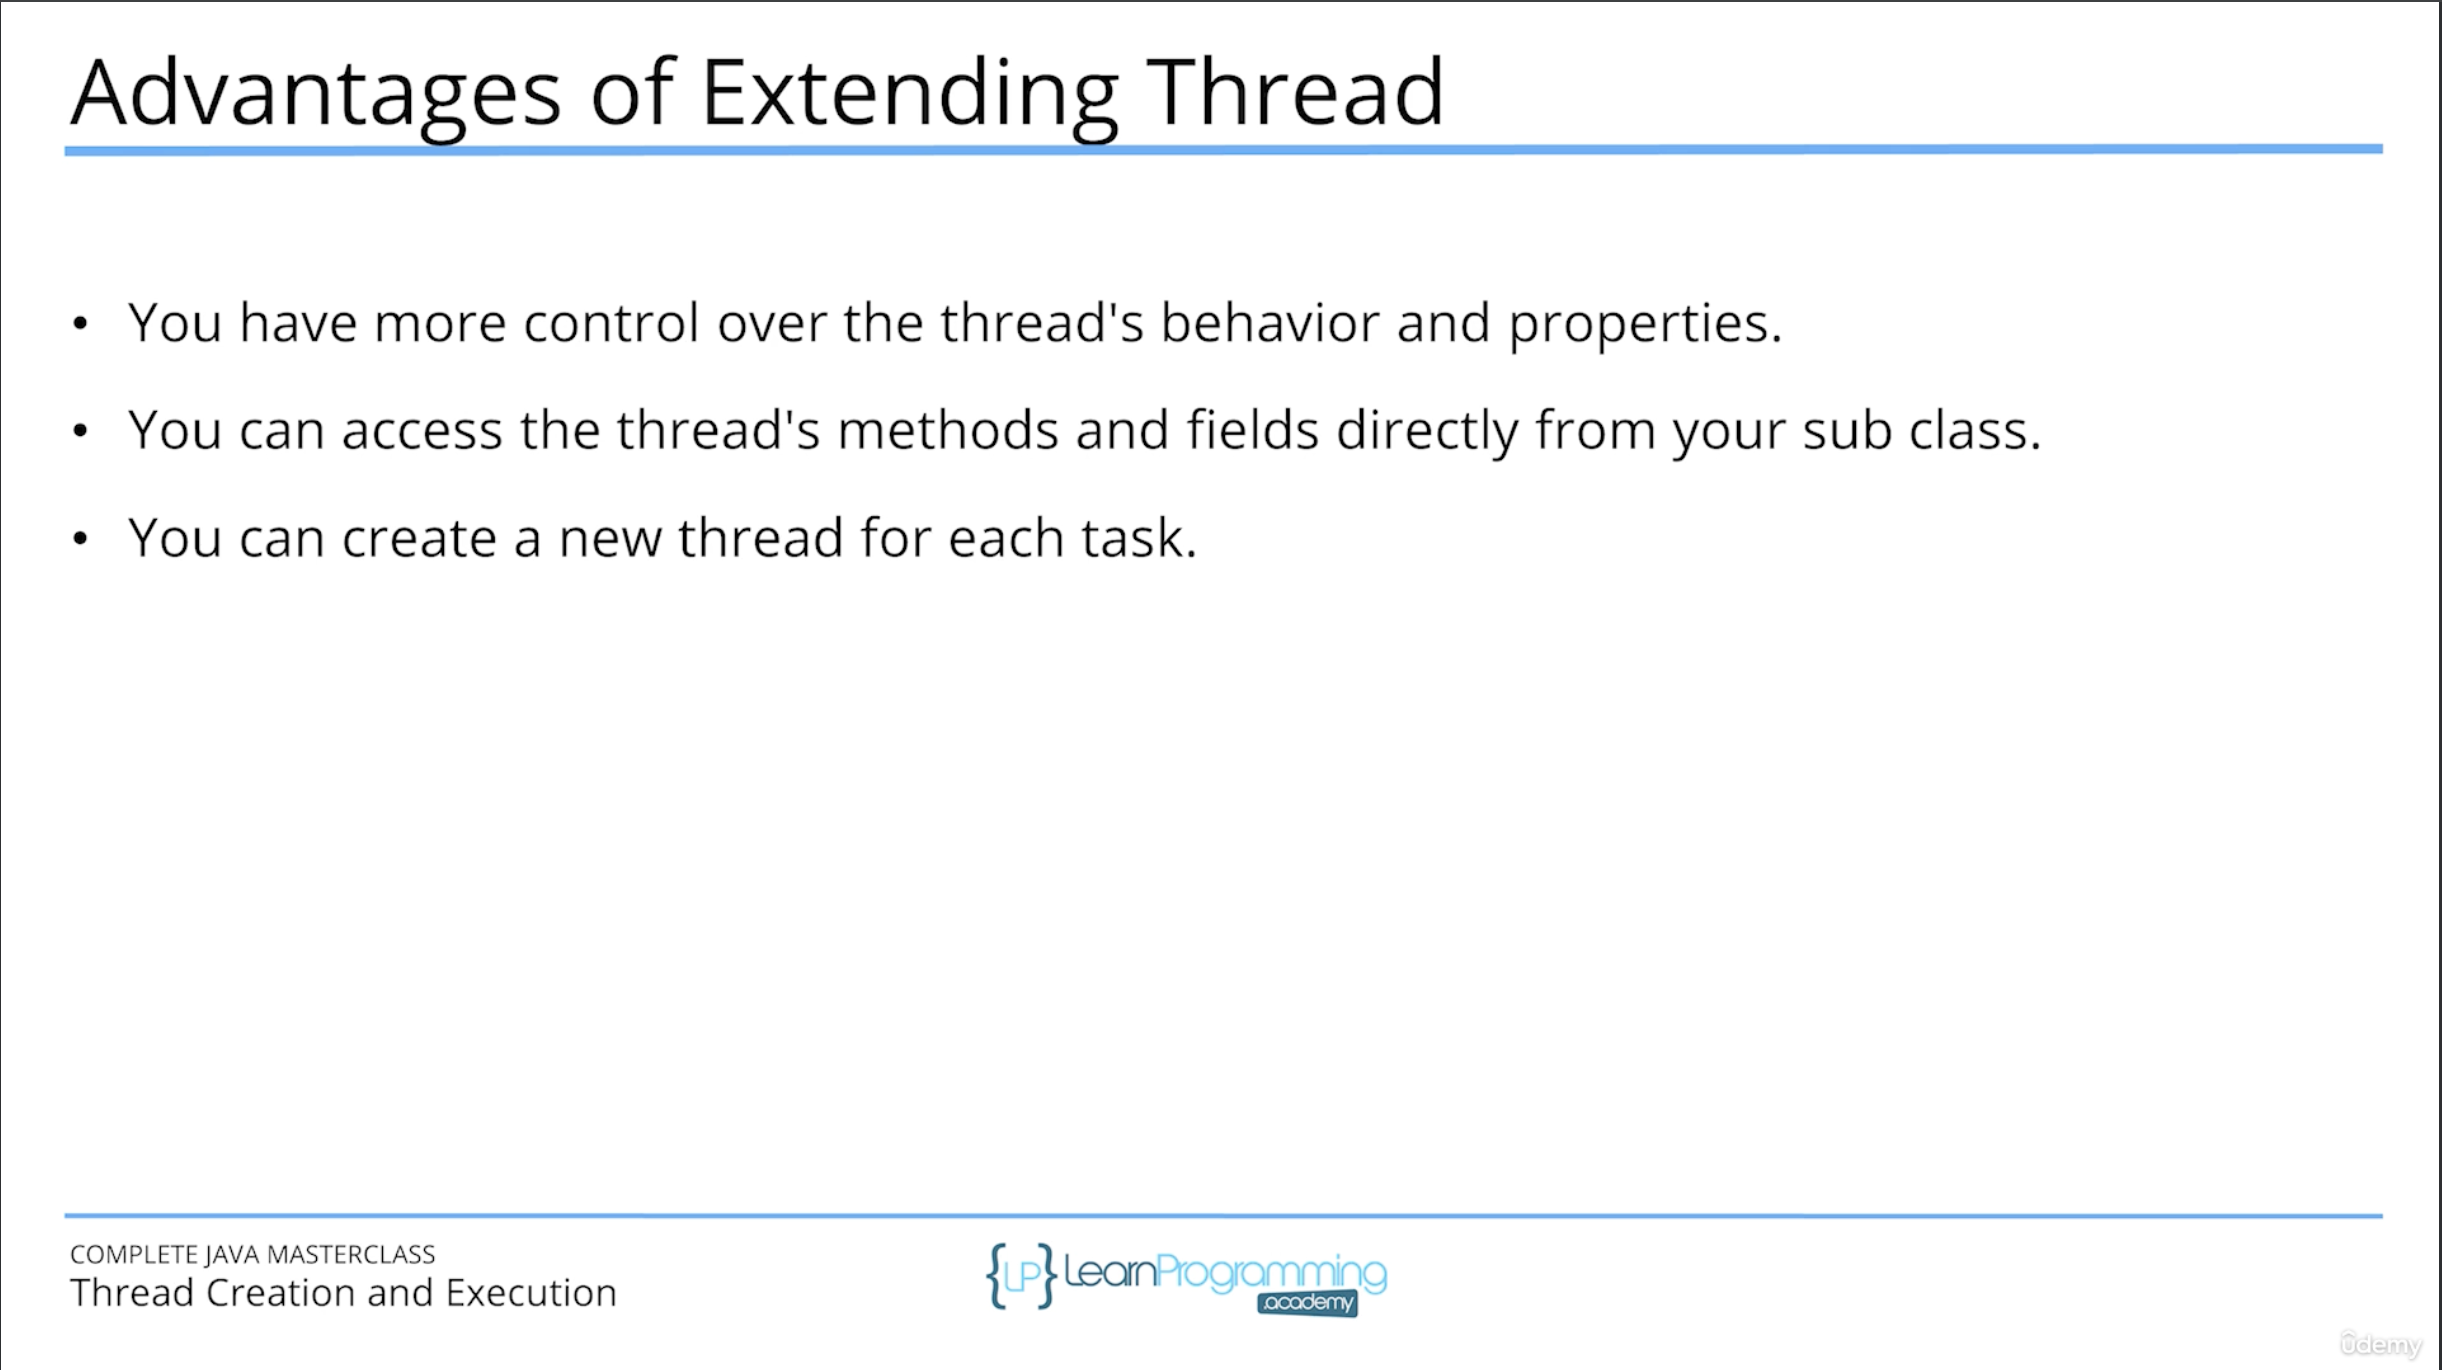 Advantages of Extending Thread
• You have more control over the thread's behavior and properties.
• You can access the thread's methods and fields directly from your sub class.
• You can create a new thread for each task.
COMPLETE JAVA MASTERCLASS
Thread Creation and Execution
{LP} LearnProgramming
.academy
ûdemy